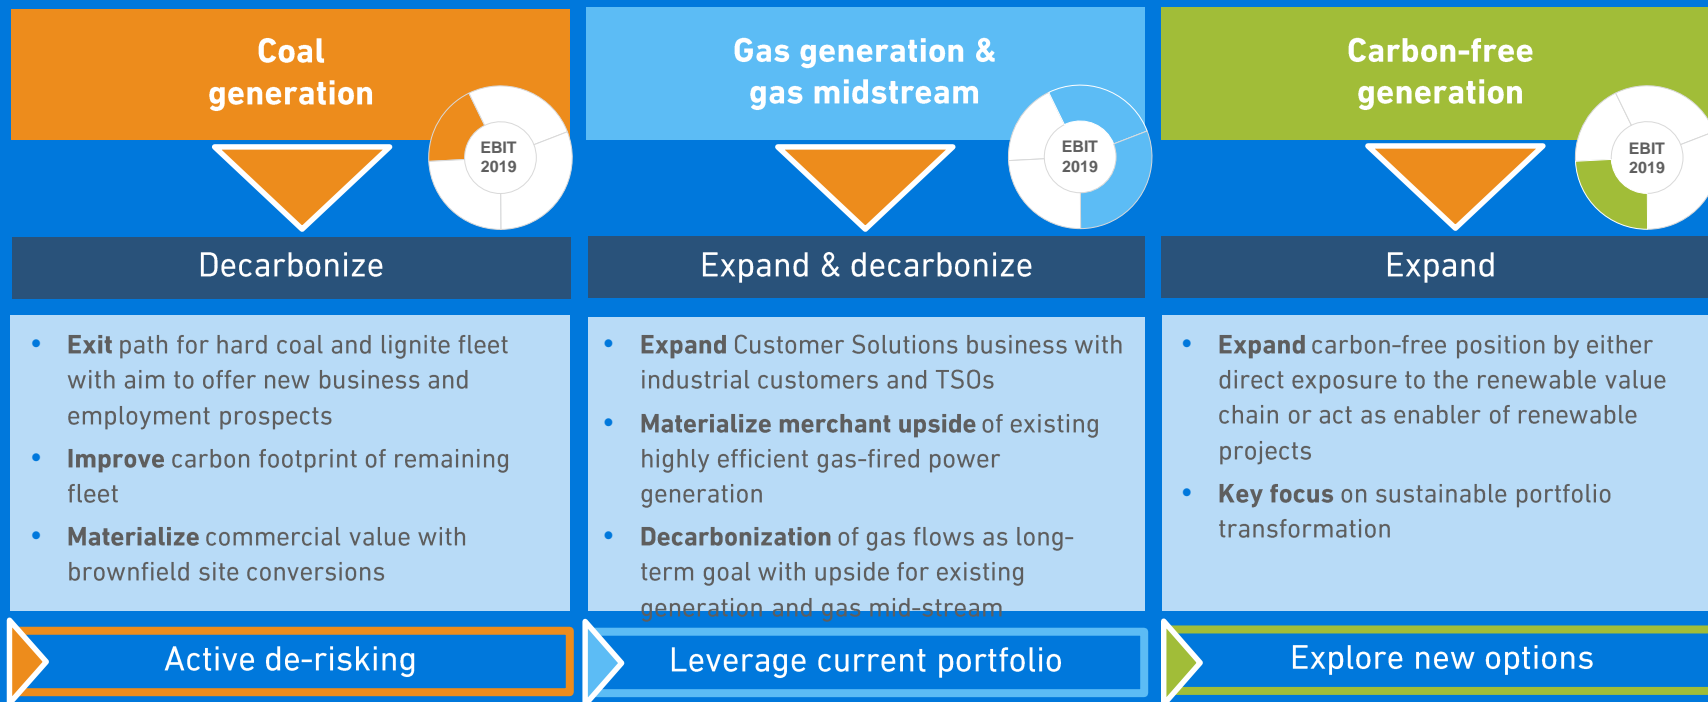 Coal
generation
EBIT
2019
Decarbonize
• Exit path for hard coal and lignite fleet
with aim to offer new business and
employment prospects
• Improve carbon footprint of remaining
fleet
• Materialize commercial value with
brownfield site conversions
Active de-risking
Gas generation &
gas midstream
EBIT
2019
Expand & decarbonize
• Expand Customer Solutions business with
industrial customers and TSOs
• Materialize merchant upside of existing
highly efficient gas-fired power
generation
• Decarbonization of gas flows as long-
term goal with upside for existing
generation and gas mid-stream
Leverage current portfolio
Carbon-free
generation
EBIT
2019
Expand
• Expand carbon-free position by either
direct exposure to the renewable value
chain or act as enabler of renewable
projects
• Key focus on sustainable portfolio
transformation
Explore new options